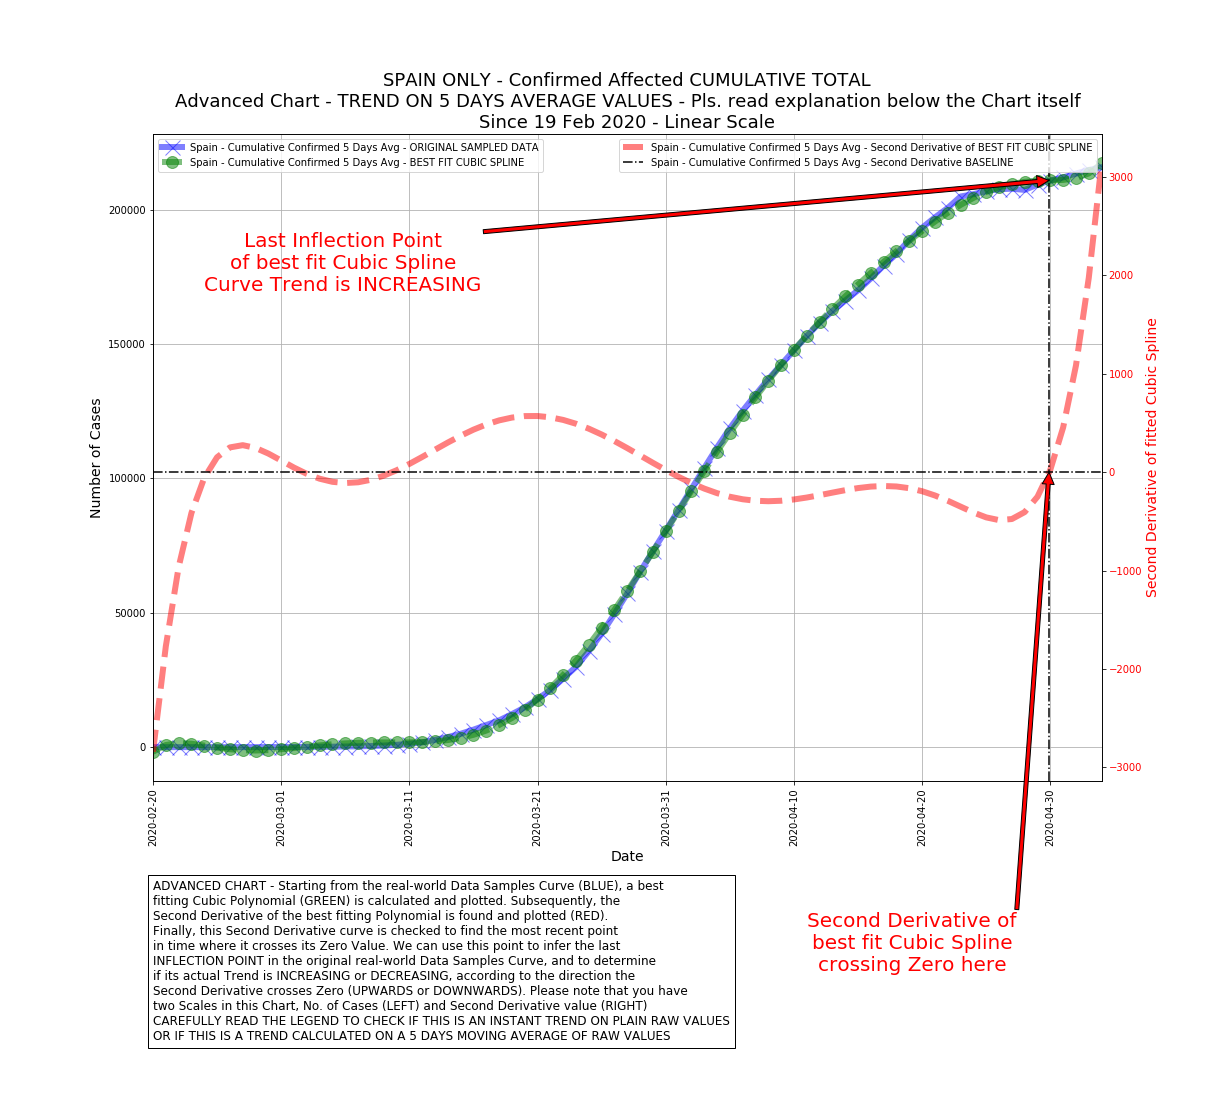 SPAIN ONLY - Confirmed Affected CUMULATIVE TOTAL
Advanced Chart - TREND ON 5 DAYS AVERAGE VALUES - Pls. read explanation below the Chart itself
Since 19 Feb 2020 - Linear Scale
Spain - Cumulative Confirmed 5 Days Avg - ORIGINAL SAMPLED DATA
Spain - Cumulative Confirmed 5 Days Avg - BEST FIT CUBIC SPLINE
Spain - Cumulative Confirmed 5 Days Avg - Second Derivative of BEST FIT CUBIC SPLINE
Spain - Cumulative Confirmed 5 Days Avg - Second Derivative BASELINE
Last Inflection Point
of best fit Cubic Spline
Curve Trend is INCREASING
Number of Cases
200000
150000
100000
50000
0
3000
2000
1000
0
−1000
−2000
−3000
Second Derivative of fitted Cubic Spline
2020-02-20
2020-03-01
2020-03-11
2020-03-21
2020-03-31
2020-04-10
2020-04-20
2020-04-30
Date
ADVANCED CHART - Starting from the real-world Data Samples Curve (BLUE), a best
fitting Cubic Polynomial (GREEN) is calculated and plotted. Subsequently, the
Second Derivative of the best fitting Polynomial is found and plotted (RED).
Finally, this Second Derivative curve is checked to find the most recent point
in time where it crosses its Zero Value. We can use this point to infer the last
INFLECTION POINT in the original real-world Data Samples Curve, and to determine
if its actual Trend is INCREASING or DECREASING, according to the direction the
Second Derivative crosses Zero (UPWARDS or DOWNWARDS). Please note that you have
two Scales in this Chart, No. of Cases (LEFT) and Second Derivative value (RIGHT)
CAREFULLY READ THE LEGEND TO CHECK IF THIS IS AN INSTANT TREND ON PLAIN RAW VALUES
OR IF THIS IS A TREND CALCULATED ON A 5 DAYS MOVING AVERAGE OF RAW VALUES
Second Derivative of
best fit Cubic Spline
crossing Zero here